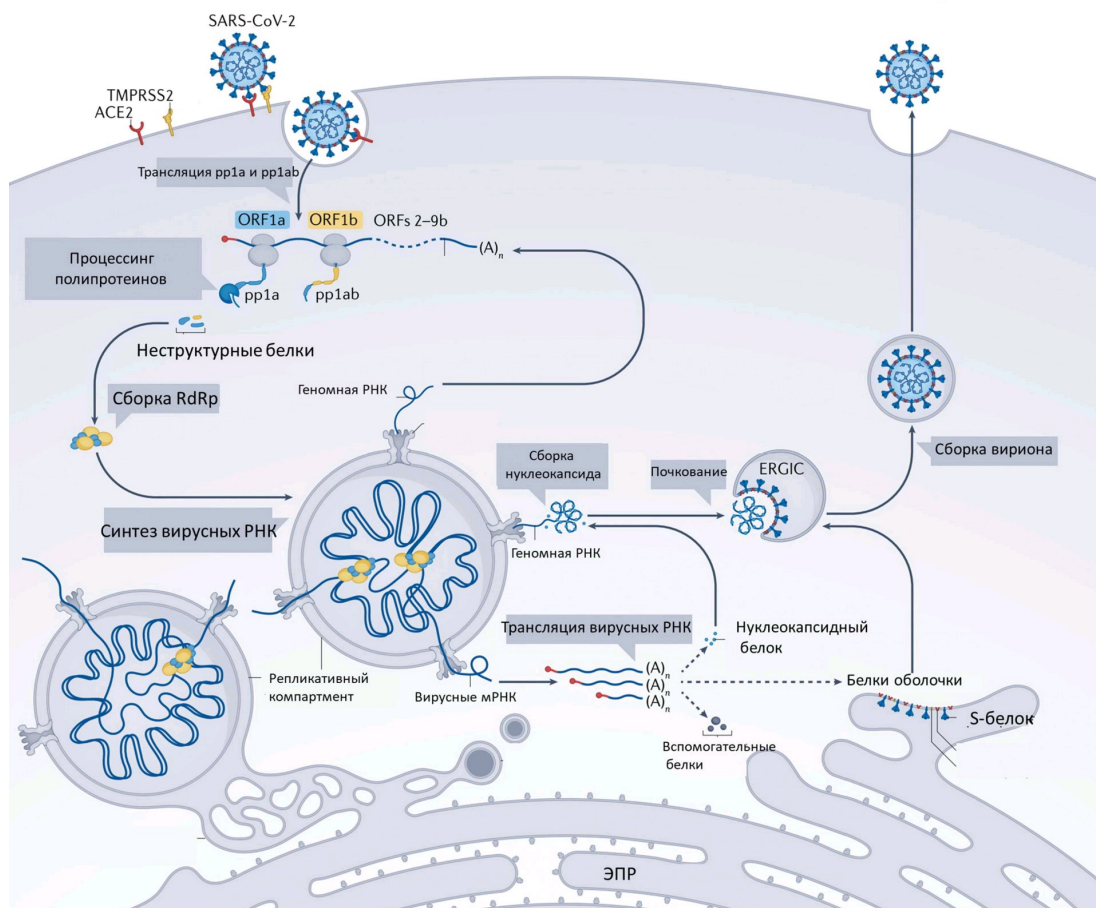 SARS-CoV-2
TMPRSS2
ACE2
Трансляция pp1a и pp1ab
ORF1a
ORF1b
ORFs 2–9b
(A)n
Процессинг
полипротеинов
pp1a
pp1ab
Неструктурные белки
Сборка RdRp
Геномная РНК
Синтез вирусных РНК
Сборка
нуклеокапсида
Почкование
ERGIC
Сборка вириона
Геномная РНК
Трансляция вирусных РНК
Нуклеокапсидный
белок
Репликативный
компартмент
Вирусные мРНК
(A)n
(A)n
(A)n
Белки оболочки
S-белок
Вспомогательные
белки
ЭПР